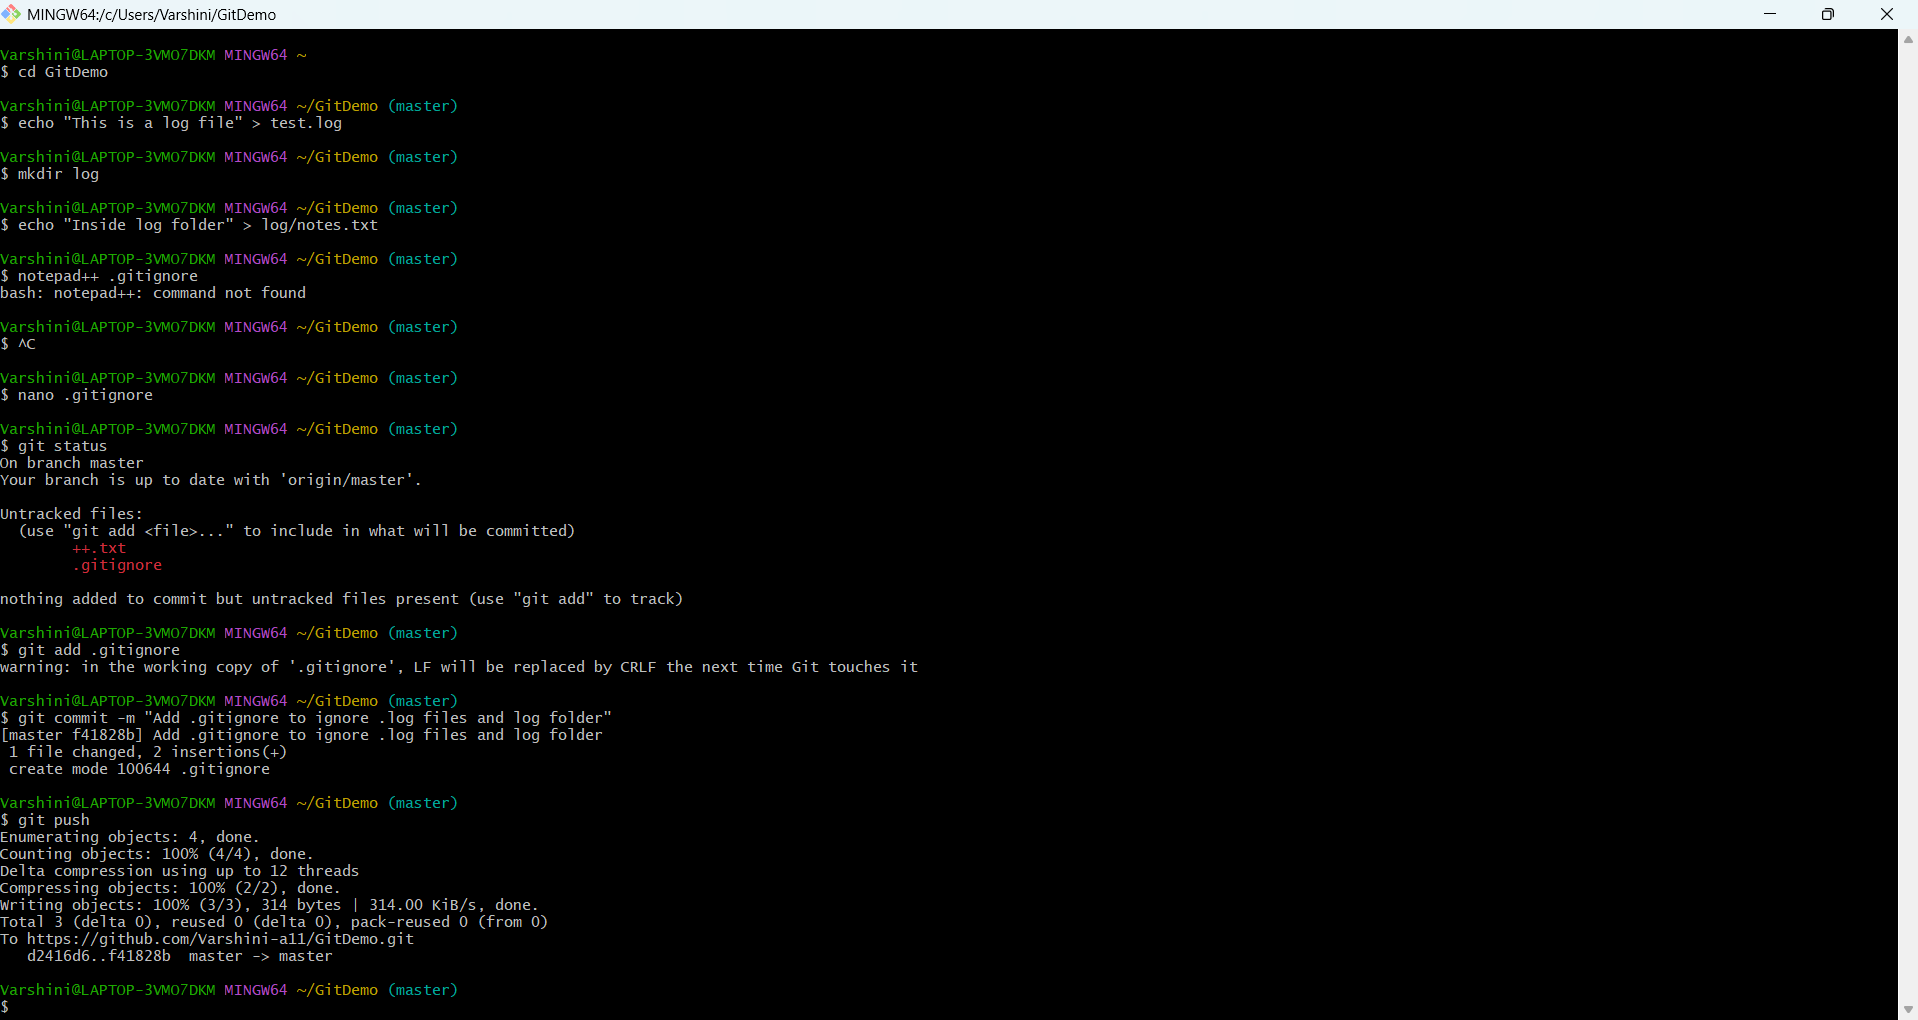 MINGW64:/c/Users/Varshini/GitDemo
Varshini@LAPTOP-3VMO7DKM MINGW64 ~
$ cd GitDemo
Varshini@LAPTOP-3VMO7DKM MINGW64 ~/GitDemo (master)
$ echo "This is a log file" > test.log
Varshini@LAPTOP-3VMO7DKM MINGW64 ~/GitDemo (master)
$ mkdir log
Varshini@LAPTOP-3VMO7DKM MINGW64 ~/GitDemo (master)
$ echo "Inside log folder" > log/notes.txt
Varshini@LAPTOP-3VMO7DKM MINGW64 ~/GitDemo (master)
$ notepad++ .gitignore
bash: notepad++: command not found
Varshini@LAPTOP-3VMO7DKM MINGW64 ~/GitDemo (master)
$ ^C
Varshini@LAPTOP-3VMO7DKM MINGW64 ~/GitDemo (master)
$ nano .gitignore
Varshini@LAPTOP-3VMO7DKM MINGW64 ~/GitDemo (master)
$ git status
On branch master
Your branch is up to date with 'origin/master'.
Untracked files:
  (use "git add <file>..." to include in what will be committed)
        ++.txt
        .gitignore
nothing added to commit but untracked files present (use "git add" to track)
Varshini@LAPTOP-3VMO7DKM MINGW64 ~/GitDemo (master)
$ git add .gitignore
warning: in the working copy of '.gitignore', LF will be replaced by CRLF the next time Git touches it
Varshini@LAPTOP-3VMO7DKM MINGW64 ~/GitDemo (master)
$ git commit -m "Add .gitignore to ignore .log files and log folder"
[master f41828b] Add .gitignore to ignore .log files and log folder
 1 file changed, 2 insertions(+)
 create mode 100644 .gitignore
Varshini@LAPTOP-3VMO7DKM MINGW64 ~/GitDemo (master)
$ git push
Enumerating objects: 4, done.
Counting objects: 100% (4/4), done.
Delta compression using up to 12 threads
Compressing objects: 100% (2/2), done.
Writing objects: 100% (3/3), 314 bytes | 314.00 KiB/s, done.
Total 3 (delta 0), reused 0 (delta 0), pack-reused 0 (from 0)
To https://github.com/Varshini-a11/GitDemo.git
   d2416d6..f41828b  master -> master
Varshini@LAPTOP-3VMO7DKM MINGW64 ~/GitDemo (master)
$